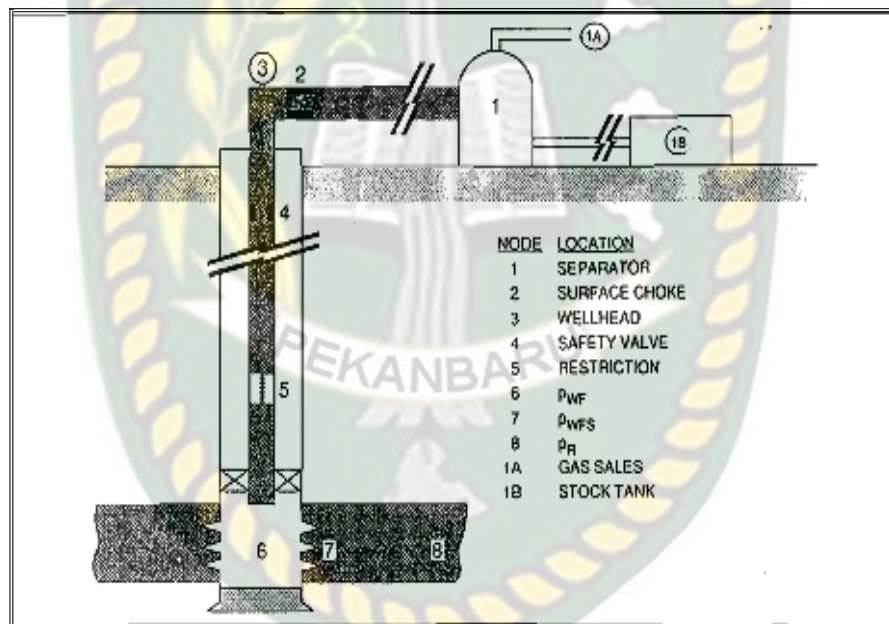 1A
3
2
1
1B
4
NODE LOCATION
1 SEPARATOR
2 SURFACE CHOKE
3 WELLHEAD
4 SAFETY VALVE
5 RESTRICTION
6 PWF
7 PWFS
8 PR
1A GAS SALES
1B STOCK TANK
PEKANBARU
5
6
7
8